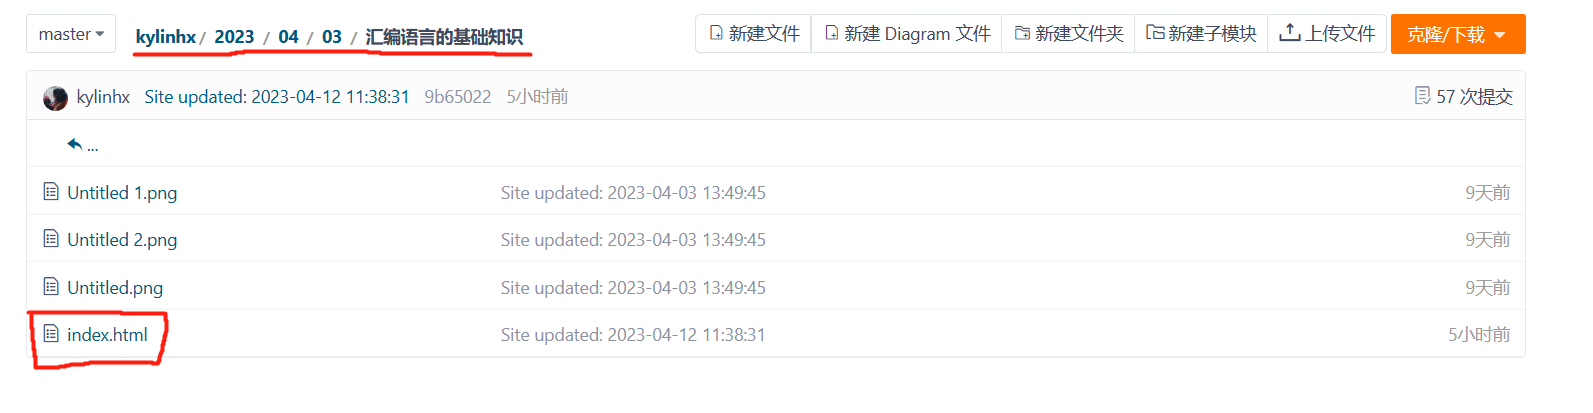 master kylinhx / 2023 / 04 / 03 / 汇编语言的基础知识 新建文件 新建 Diagram 文件 新建文件夹 新建子模块 上传文件 克隆/下载
kylinhx Site updated: 2023-04-12 11:38:31 9b65022 5小时前 57 次提交
...
Untitled 1.png Site updated: 2023-04-03 13:49:45 9天前
Untitled 2.png Site updated: 2023-04-03 13:49:45 9天前
Untitled.png Site updated: 2023-04-03 13:49:45 9天前
index.html Site updated: 2023-04-12 11:38:31 5小时前